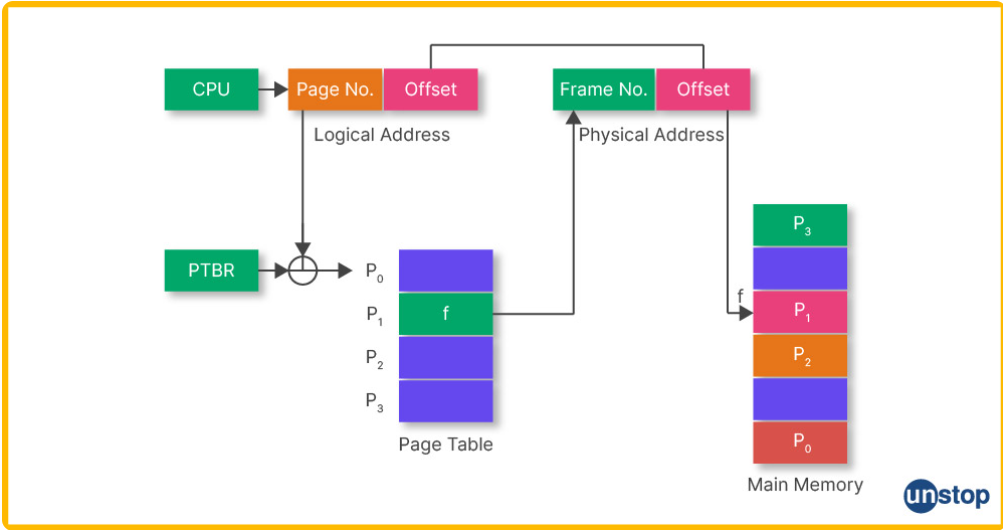 CPU
Page No.
Offset
Frame No.
Offset
Logical Address
Physical Address
PTBR
P0
P1
P2
P3
f
Page Table
f
P3
P1
P2
P0
Main Memory
unstop